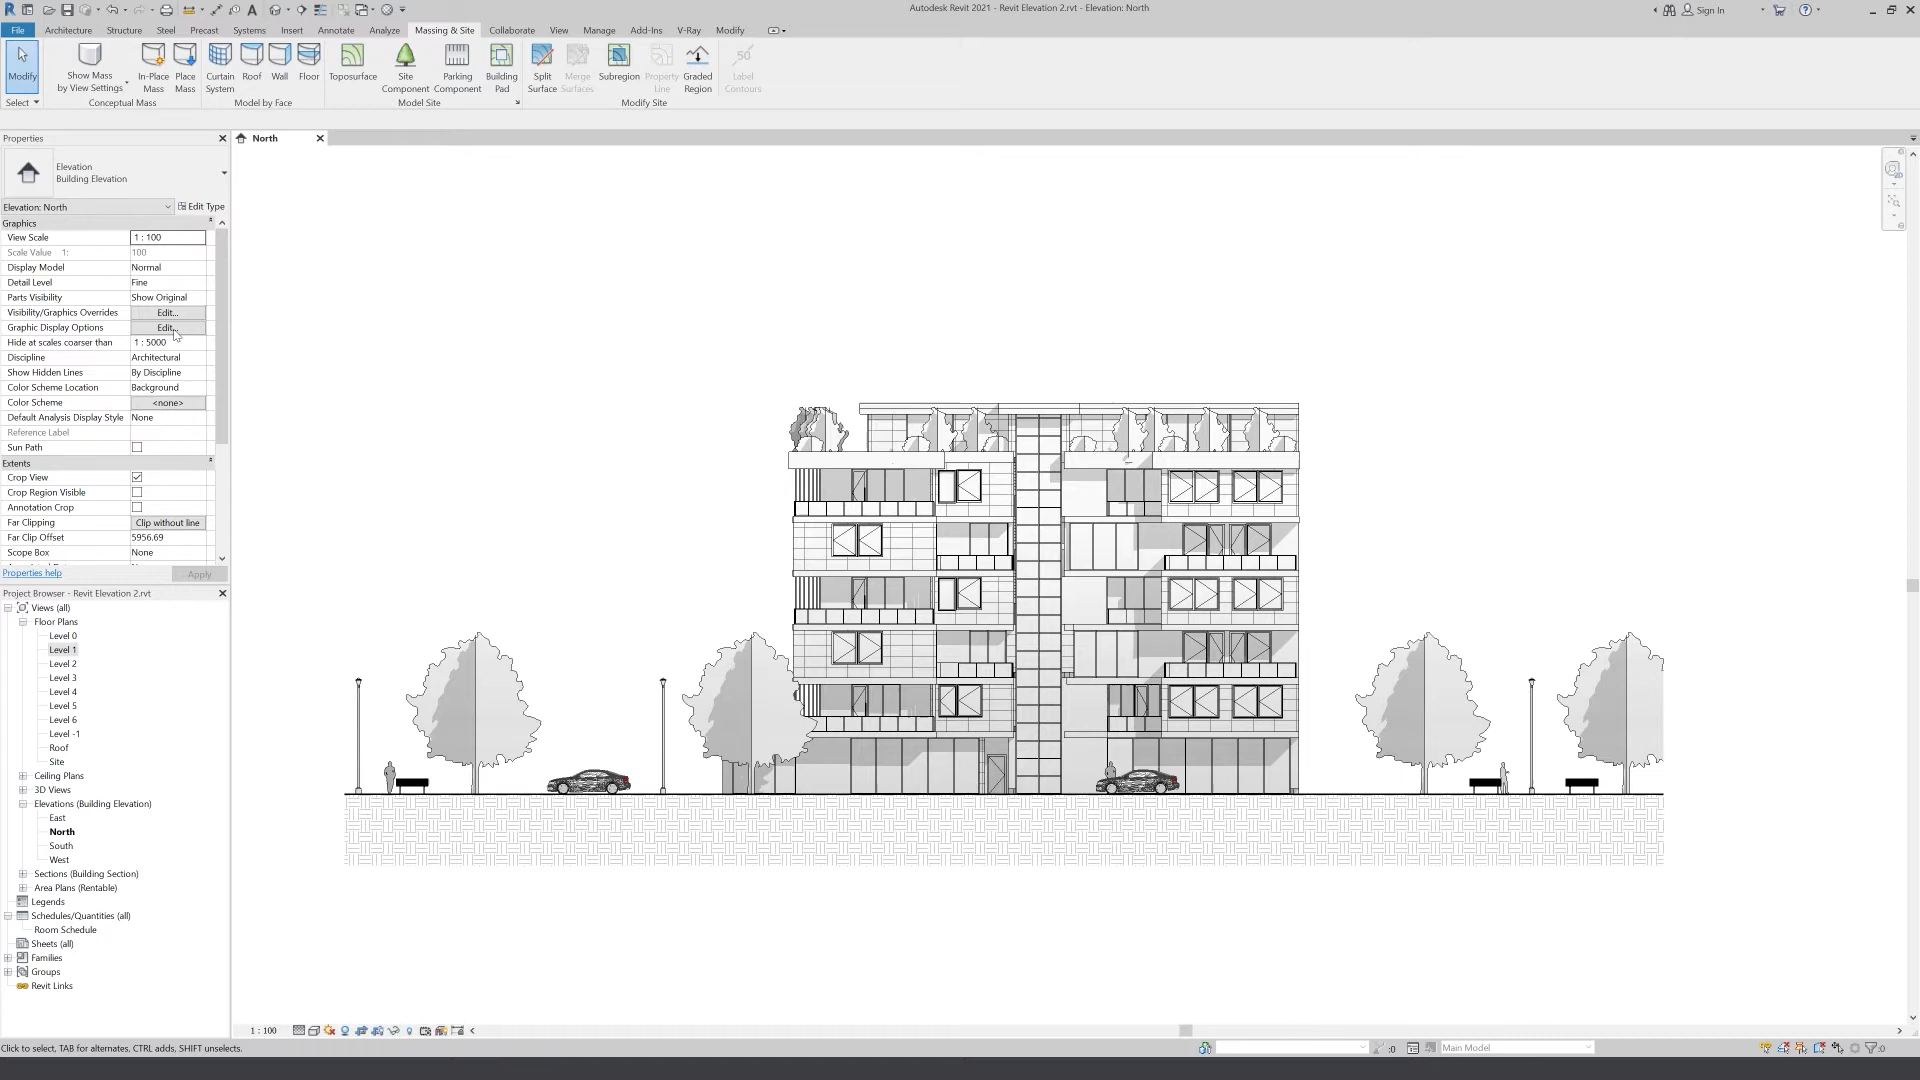 Autodesk Revit 2021 - Revit Elevation 2.rvt - Elevation: North
Sign In
File Architecture Structure Steel Precast Systems Insert Annotate Analyze Massing & Site Collaborate View Manage Add-Ins V-Ray Modify
Modify
Show Mass
by View Settings
In-Place
Mass
Place
Mass
Curtain
System
Roof
Wall
Floor
Toposurface
Site
Component
Parking
Component
Building
Pad
Split
Surface
Merge
Surfaces
Subregion
Property
Line
Graded
Region
50
Label
Contours
Select
Conceptual Mass
Model by Face
Model Site
Modify Site
Properties
North
Elevation
Building Elevation
Elevation: North
Edit Type
Graphics
View Scale 1 : 100
Scale Value 1: 100
Display Model Normal
Detail Level Fine
Parts Visibility Show Original
Visibility/Graphics Overrides Edit...
Graphic Display Options Edit...
Hide at scales coarser than 1 : 5000
Discipline Architectural
Show Hidden Lines By Discipline
Color Scheme Location Background
Color Scheme <none>
Default Analysis Display Style None
Reference Label
Sun Path
Extents
Crop View
Crop Region Visible
Annotation Crop
Far Clipping Clip without line
Far Clip Offset 5956.69
Scope Box None
Properties help
Apply
Project Browser - Revit Elevation 2.rvt
Views (all)
Floor Plans
Level 0
Level 1
Level 2
Level 3
Level 4
Level 5
Level 6
Level -1
Roof
Site
Ceiling Plans
3D Views
Elevations (Building Elevation)
East
North
South
West
Sections (Building Section)
Area Plans (Rentable)
Legends
Schedules/Quantities (all)
Room Schedule
Sheets (all)
Families
Groups
Revit Links
1 : 100
Click to select, TAB for alternates, CTRL adds, SHIFT unselects.
:0
Main Model
:0